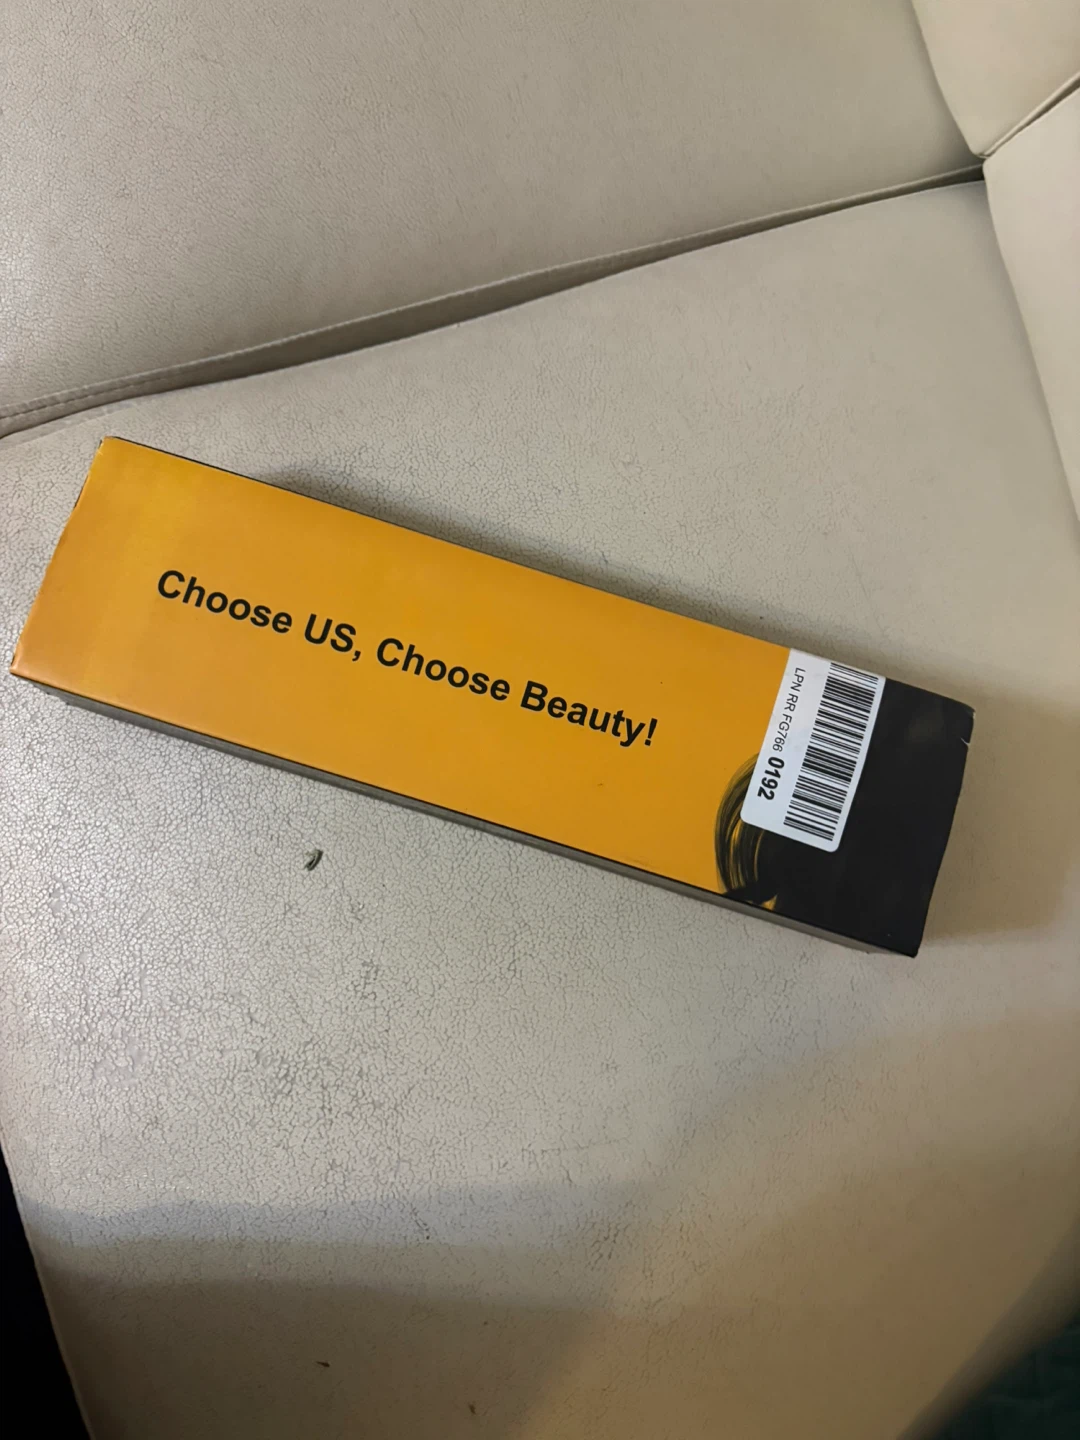 Choose US, Choose Beauty!
LPN RR FG766 0192